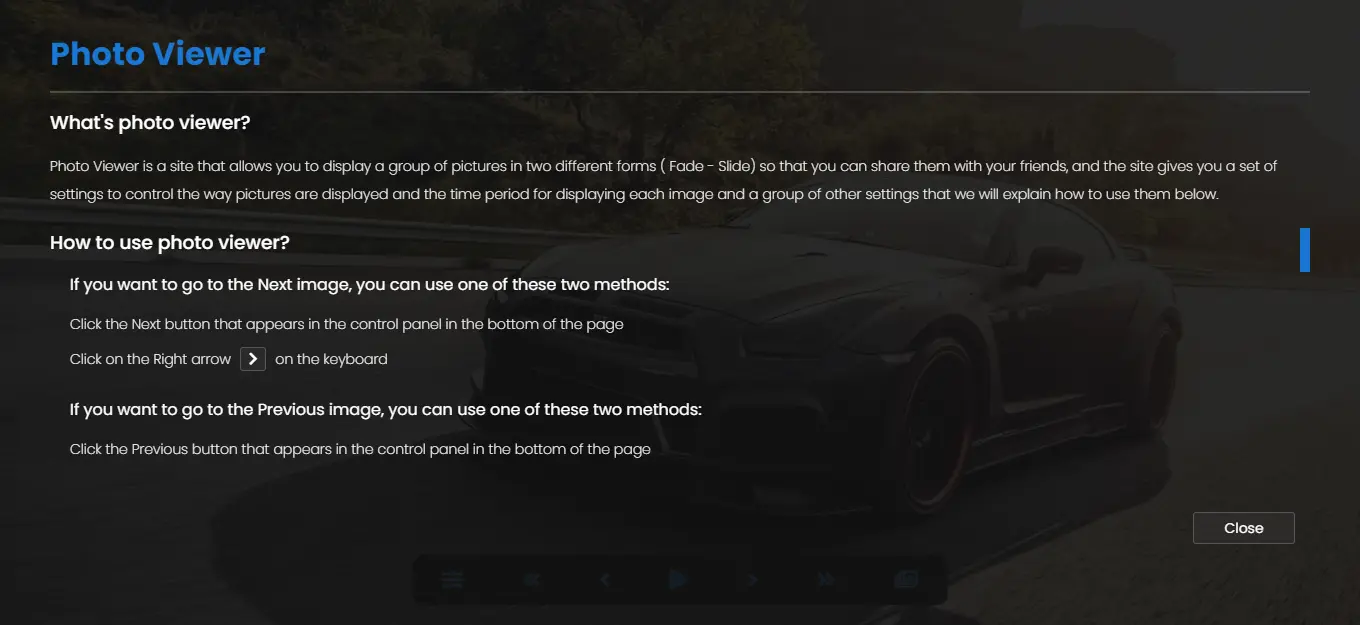 Photo Viewer
What's photo viewer?
Photo Viewer is a site that allows you to display a group of pictures in two different forms ( Fade - Slide) so that you can share them with your friends, and the site gives you a set of
settings to control the way pictures are displayed and the time period for displaying each image and a group of other settings that we will explain how to use them below.
How to use photo viewer?
If you want to go to the Next image, you can use one of these two methods:
Click the Next button that appears in the control panel in the bottom of the page
Click on the Right arrow > on the keyboard
If you want to go to the Previous image, you can use one of these two methods:
Click the Previous button that appears in the control panel in the bottom of the page
Close